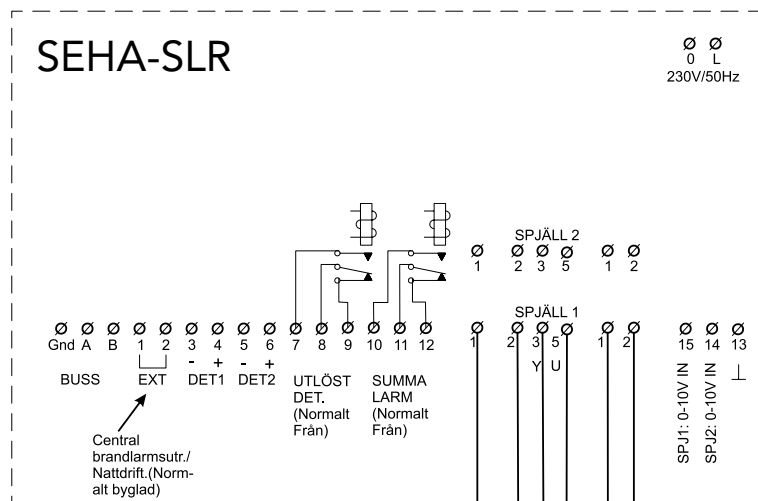 SEHA-SLR
0 L
230V/50Hz
SPJÄLL 2
1 2 3 5 1 2
SPJÄLL 1
Gnd A B 1 2 3 4 5 6 7 8 9 10 11 12 1 2 3 5 1 2 15 14 13
- + - + Y U
BUSS EXT DET1 DET2
UTLÖST
DET.
(Normalt
Från)
SUMMA
LARM
(Normalt
Från)
SPJ1: 0-10V IN
SPJ2: 0-10V IN
Central
brandlarmsutr./
Nattdrift.(Norm-
alt byglad)